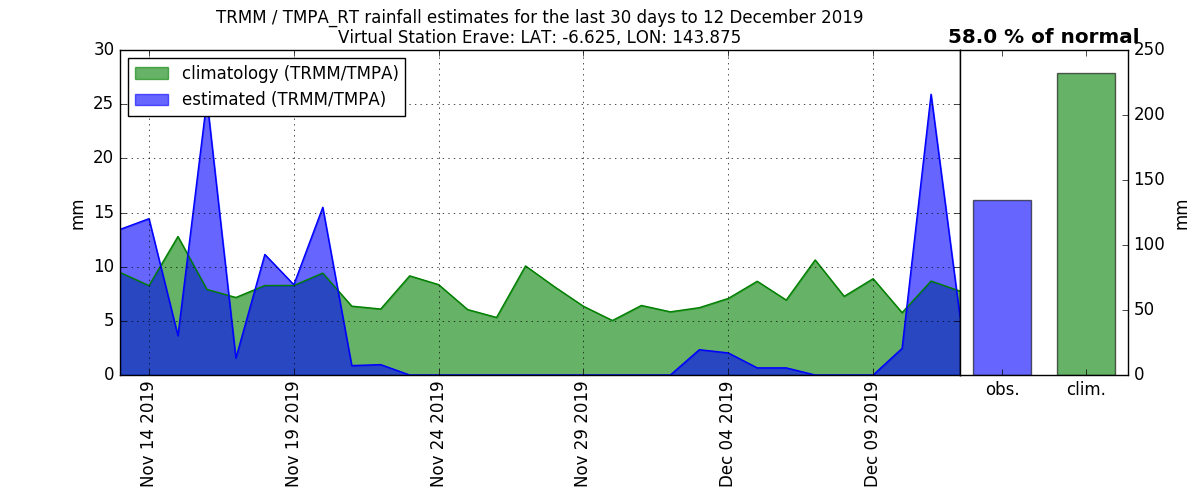 TRMM / TMPA_RT rainfall estimates for the last 30 days to 12 December 2019
Virtual Station Erave: LAT: -6.625, LON: 143.875
58.0 % of normal
climatology (TRMM/TMPA)
estimated (TRMM/TMPA)
30
25
20
15
10
5
0
mm
250
200
150
100
50
0
mm
obs.
clim.
Nov 14 2019
Nov 19 2019
Nov 24 2019
Nov 29 2019
Dec 04 2019
Dec 09 2019